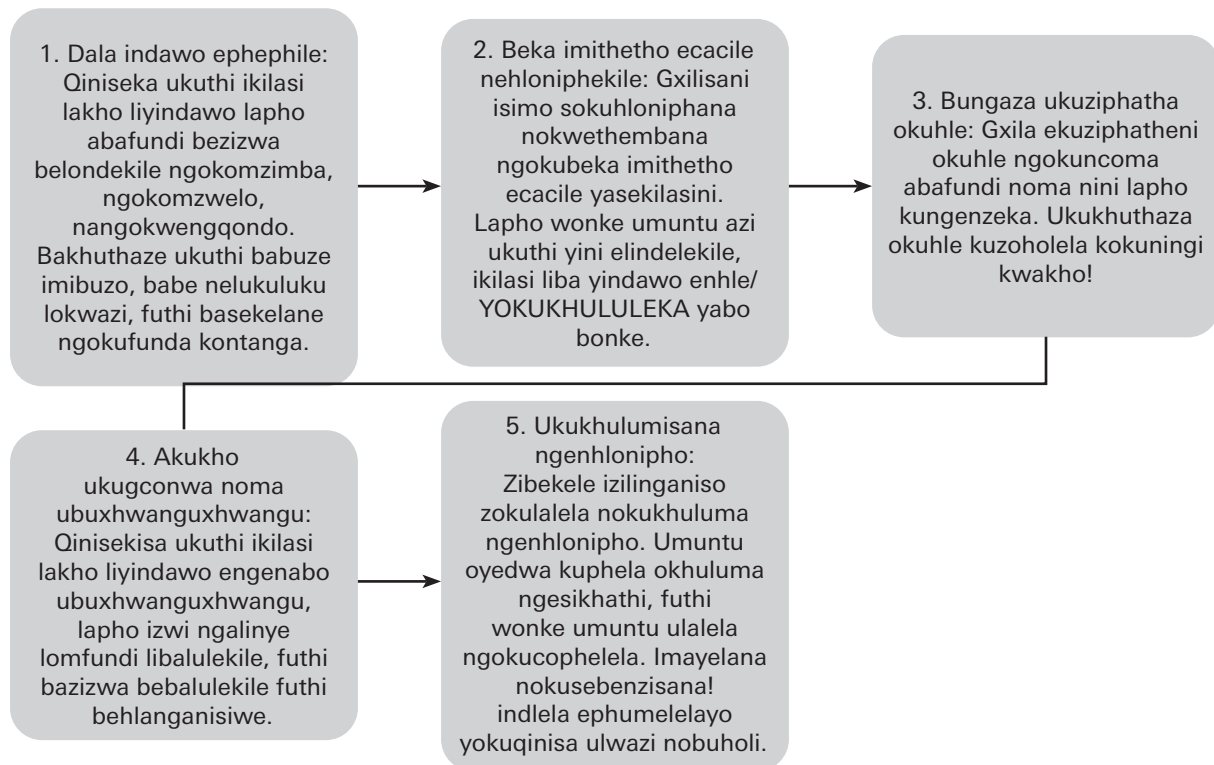 1. Dala indawo ephephile:
Qiniseka ukuthi ikilasi
lakho liyindawo lapho
abafundi bezizwa
belondekile ngokomzimba,
ngokomzwelo,
nangokwengqondo.
Bakhuthaze ukuthi babuze
imibuzo, babe nelukuluku
lokwazi, futhi basekelane
ngokufunda kontanga.
2. Beka imithetho ecacile
nehloniphekile: Gxilisani
isimo sokuhloniphana
nokwethembana
ngokubeka imithetho
ecacile yasekilasini.
Lapho wonke umuntu azi
ukuthi yini elindelekile,
ikilasi liba yindawo enhle/
YOKUKHULULEKA yabo
bonke.
3. Bungaza ukuziphatha
okuhle: Gxila ekuziphatheni
okuhle ngokuncoma
abafundi noma nini lapho
kungenzeka. Ukukhuthaza
okuhle kuzoholela kokuningi
kwakho!
4. Akukho
ukugconwa noma
ubuxhwanguxhwangu:
Qinisekisa ukuthi ikilasi
lakho liyindawo engenabo
ubuxhwanguxhwangu,
lapho izwi ngalinye
lomfundi libalulekile, futhi
bazizwa bebalulekile futhi
behlanganisiwe.
5. Ukukhulumisana
ngenhlonipho:
Zibekele izilinganiso
zokulalela nokukhuluma
ngenhlonipho. Umuntu
oyedwa kuphela okhuluma
ngesikhathi, futhi
wonke umuntu ulalela
ngokucophelela. Imayelana
nokusebenzisana!
indlela ephumelelayo
yokuqinisa ulwazi nobuholi.